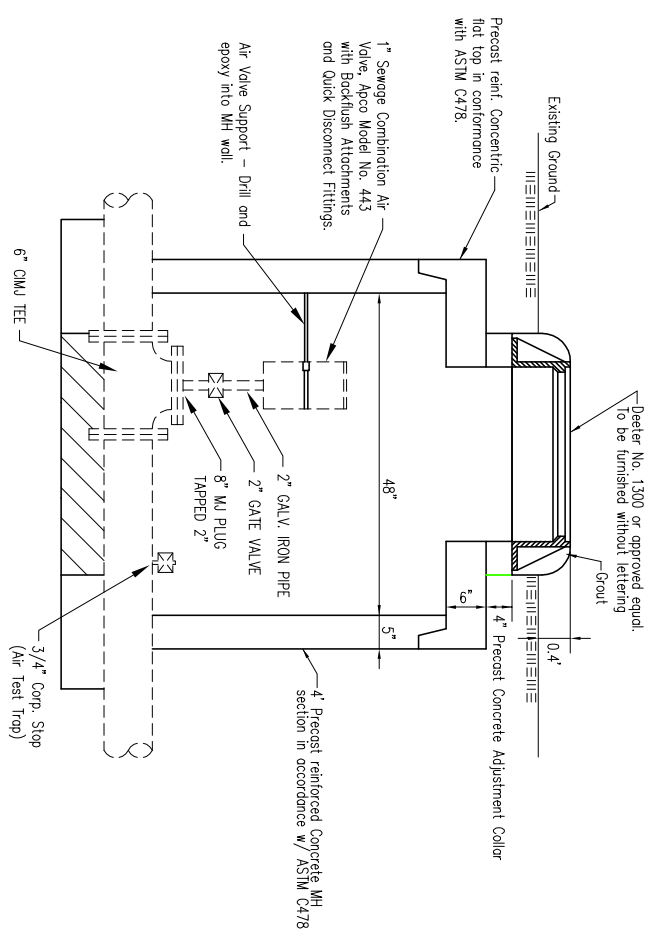 Deeter No. 1300 or approved equal.
To be furnished without lettering
Grout
Existing Ground
0.4'
4" Precast Concrete Adjustment Collar
Precast reinf. Concentric
flat top in conformance
with ASTM C478.
6"
48"
5"
1" Sewage Combination Air
Valve, Apco Model No. 443
with Backflush Attachments
and Quick Disconnect Fittings.
4' Precast reinforced Concrete MH
section in accordance w/ ASTM C478
Air Valve Support – Drill and
epoxy into MH wall.
2" GALV. IRON PIPE
2" GATE VALVE
8" MJ PLUG
TAPPED 2"
6" CIMJ TEE
3/4" Corp. Stop
(Air Test Trap)